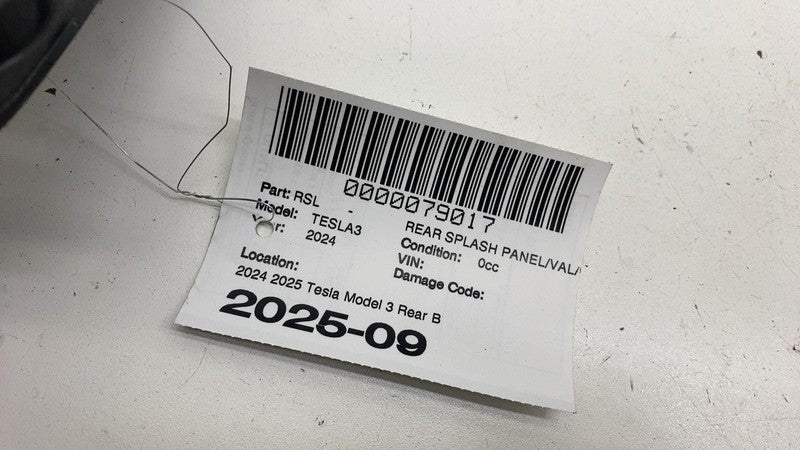 0000079017
Part: RSL - REAR SPLASH PANEL/VALA
Model: TESLA3 Condition: 0cc
Year: 2024 VIN:
Damage Code:
Location:
2024 2025 Tesla Model 3 Rear B
2025-09